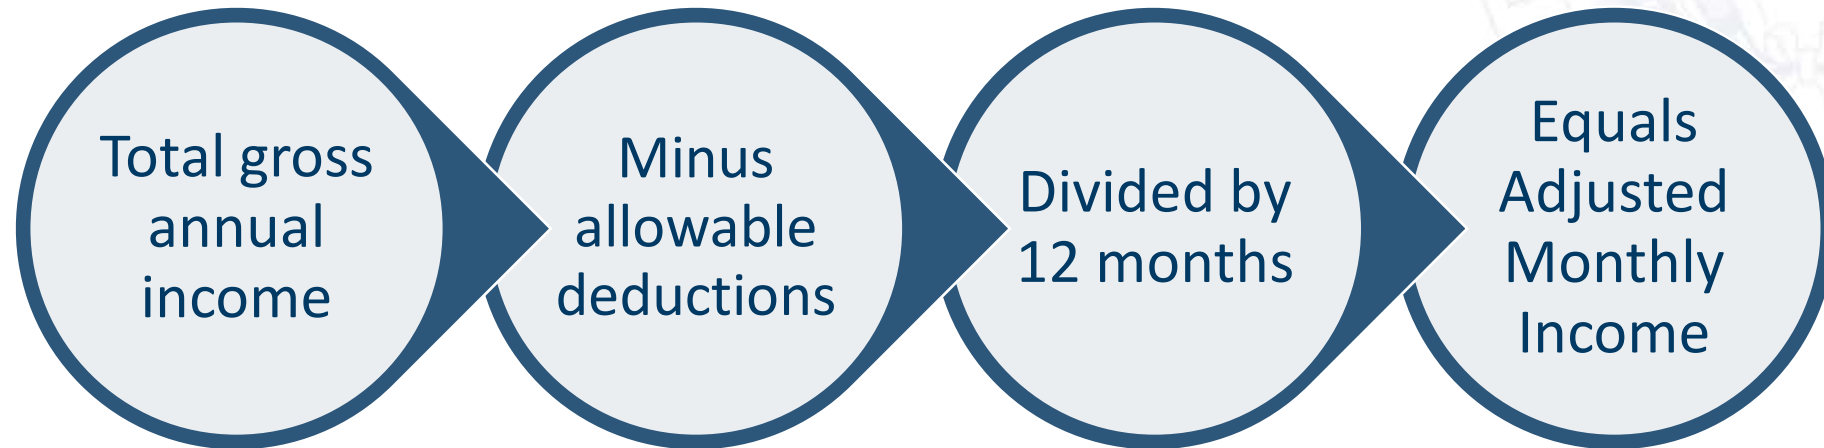 Total gross
annual
income
Minus
allowable
deductions
Divided by
12 months
Equals
Adjusted
Monthly
Income